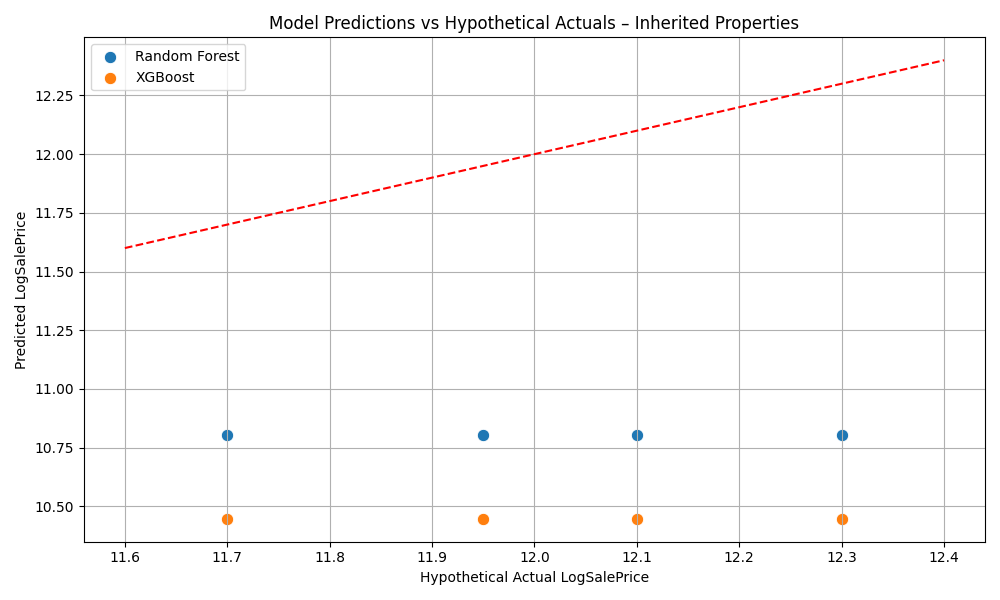 Model Predictions vs Hypothetical Actuals – Inherited Properties
Random Forest
XGBoost
12.25
12.00
11.75
11.50
11.25
11.00
10.75
10.50
Predicted LogSalePrice
11.6 11.7 11.8 11.9 12.0 12.1 12.2 12.3 12.4
Hypothetical Actual LogSalePrice